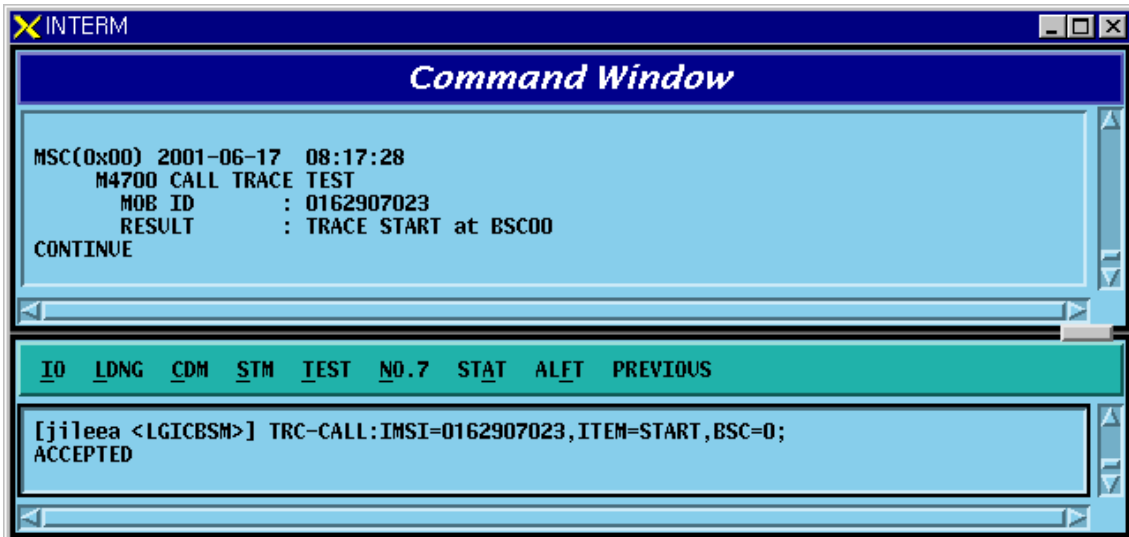 INTERM
Command Window
MSC(0x00) 2001-06-17 08:17:28
M4700 CALL TRACE TEST
MOB ID : 0162907023
RESULT : TRACE START at BSC00
CONTINUE
IO LDNG CDM STM TEST NO.7 STAT ALFT PREVIOUS
[jileea <LGICBSM>] TRC-CALL:IMSI=0162907023,ITEM=START,BSC=0;
ACCEPTED